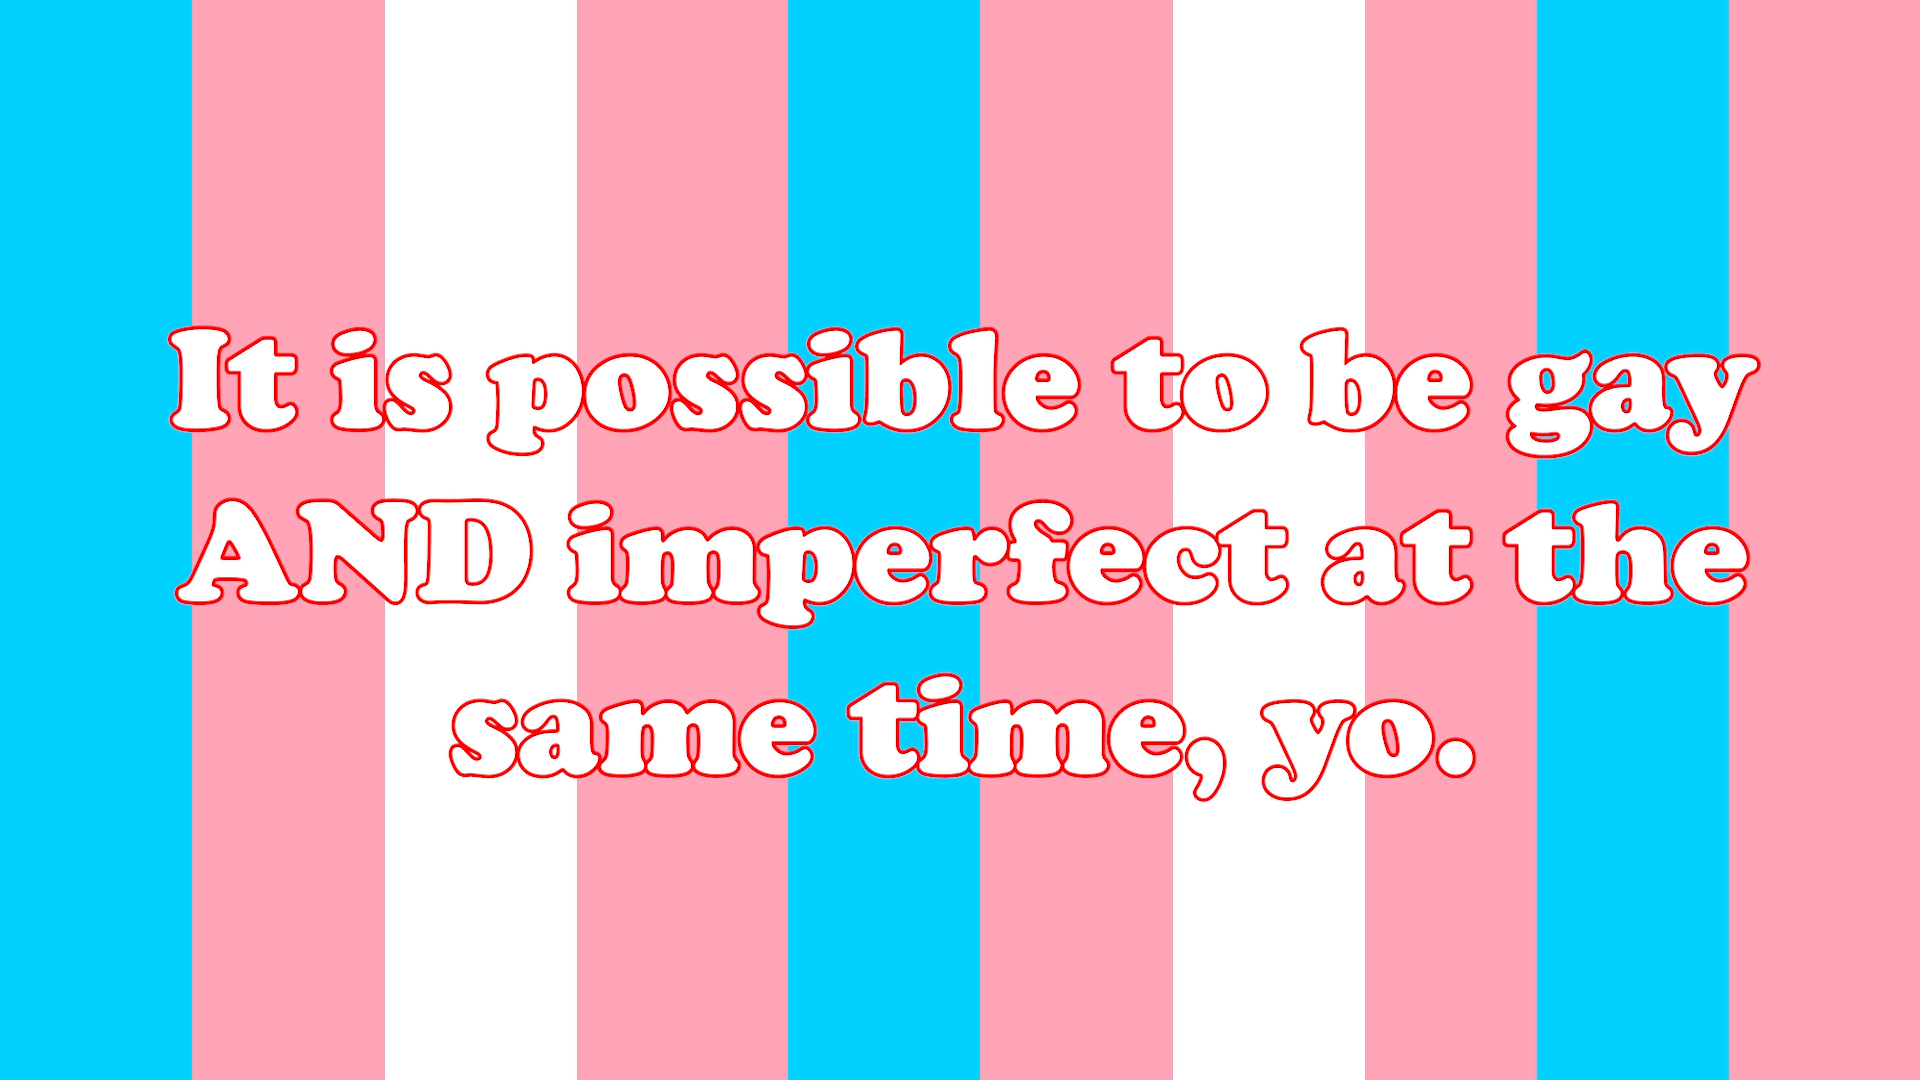 It is possible to be gay
AND imperfect at the
same time, yo.